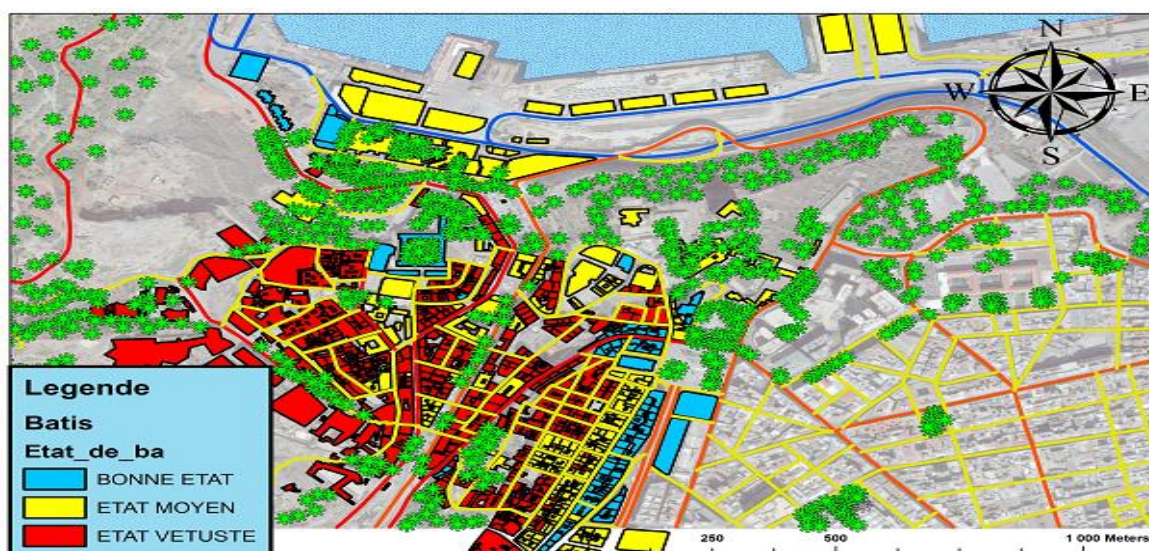 N
W E
S
Legende
Batis
Etat_de_ba
BONNE ETAT
ETAT MOYEN
ETAT VETUSTE
250 500 1 000 Meters